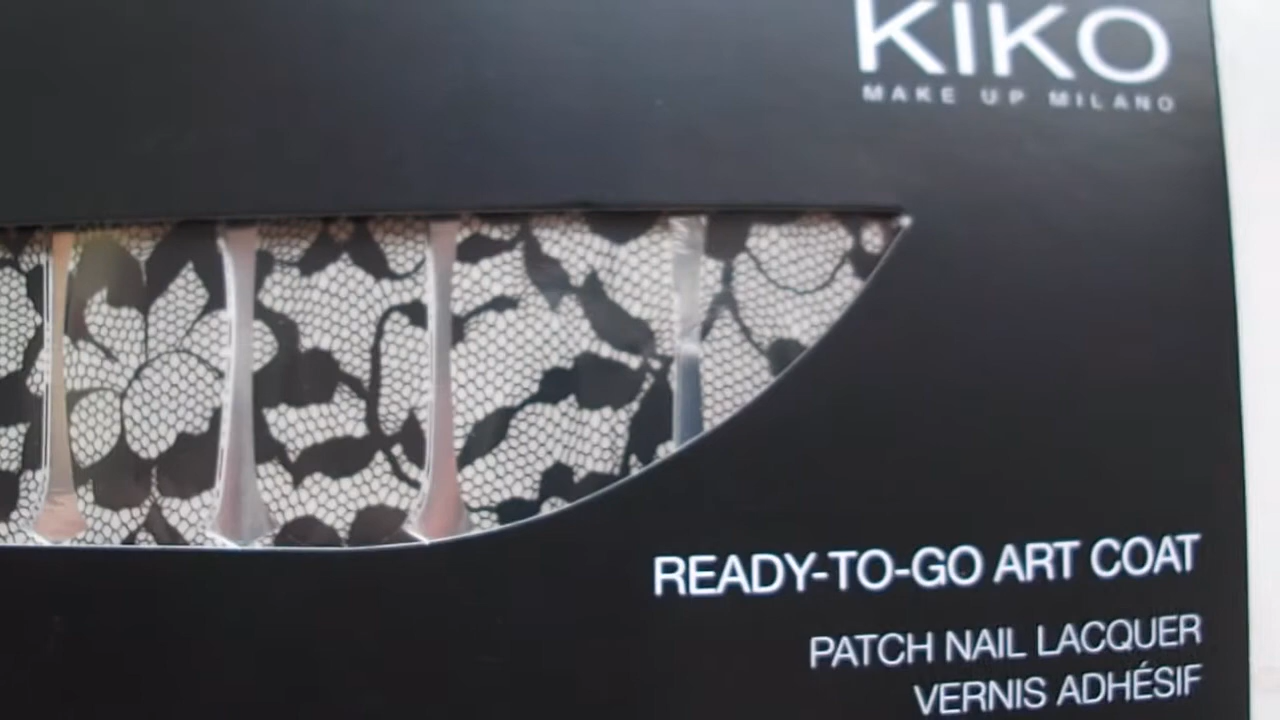 KIKO
MAKE UP MILANO
READY-TO-GO ART COAT
PATCH NAIL LACQUER
VERNIS ADHÉSIF